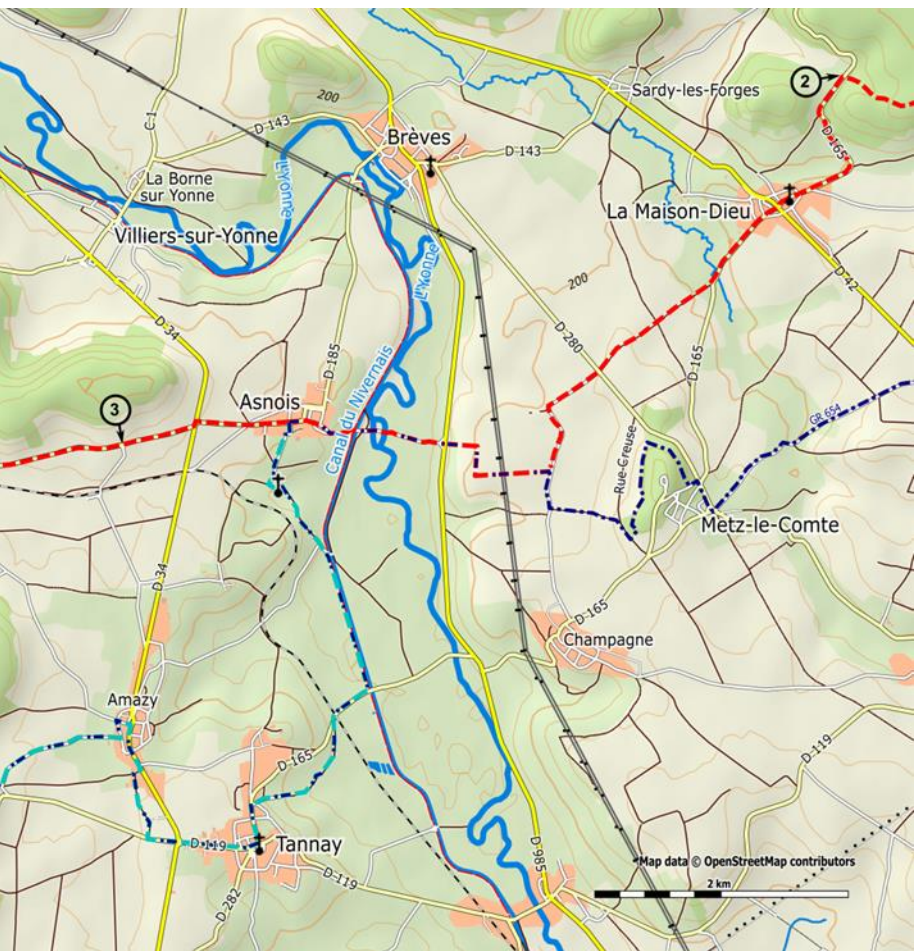 2
Sardy-les-Forges
200
C 1
D 143
Brèves
D 143
D 165
La Borne
sur Yonne
L'Yonne
La Maison-Dieu
Villiers-sur-Yonne
L'Yonne
200
D 42
D 34
D 280
D 185
D 165
Canal du Nivernais
Asnois
3
GR 654
Rue-Creuse
Metz-le-Comte
D 34
D 165
Champagne
Amazy
D 165
D-119
D-119
Tannay
D-119
D-985
D-282
Map data © OpenStreetMap contributors
2 km